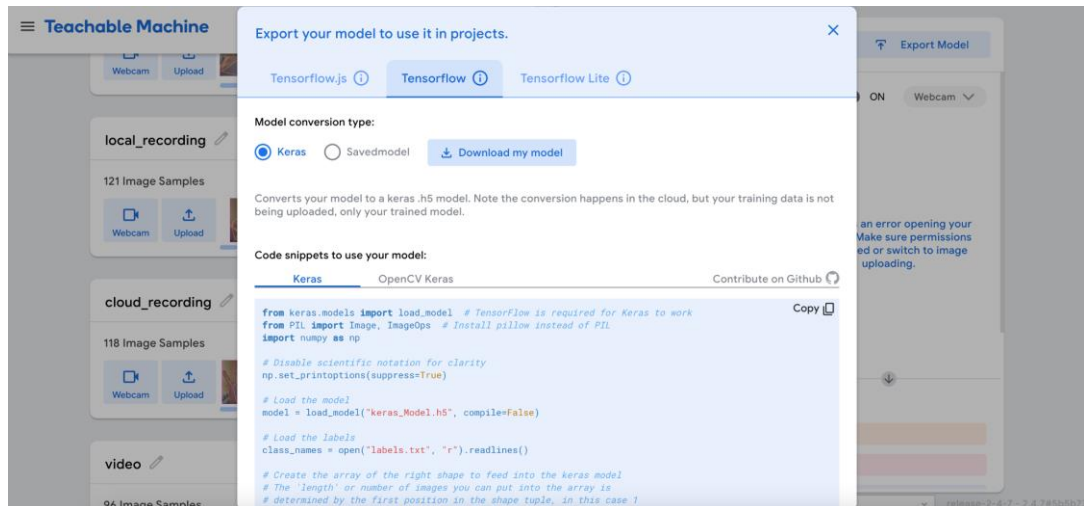 Teachable Machine
Webcam Upload
local_recording
121 Image Samples
Webcam Upload
cloud_recording
118 Image Samples
Webcam Upload
video
96 Image Samples
Export your model to use it in projects.
Tensorflow.js Tensorflow Tensorflow Lite
Model conversion type:
Keras Savedmodel Download my model
Converts your model to a keras .h5 model. Note the conversion happens in the cloud, but your training data is not
being uploaded, only your trained model.
Code snippets to use your model:
Keras OpenCV Keras Contribute on Github
Copy
from keras.models import load_model # TensorFlow is required for Keras to work
from PIL import Image, ImageOps # Install pillow instead of PIL
import numpy as np
# Disable scientific notation for clarity
np.set_printoptions(suppress=True)
# Load the model
model = load_model("keras_Model.h5", compile=False)
# Load the labels
class_names = open("labels.txt", "r").readlines()
# Create the array of the right shape to feed into the keras model
# The 'length' or number of images you can put into the array is
# determined by the first position in the shape tuple, in this case 1
Export Model
ON Webcam
an error opening your
Make sure permissions
ed or switch to image
uploading.